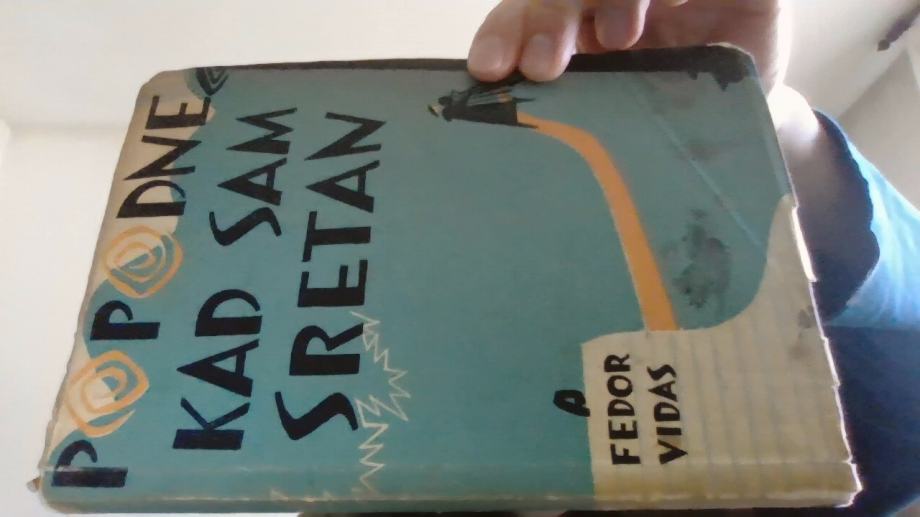 POPODNE
KAD SAM
SRETAN
FEDOR
VIDAS